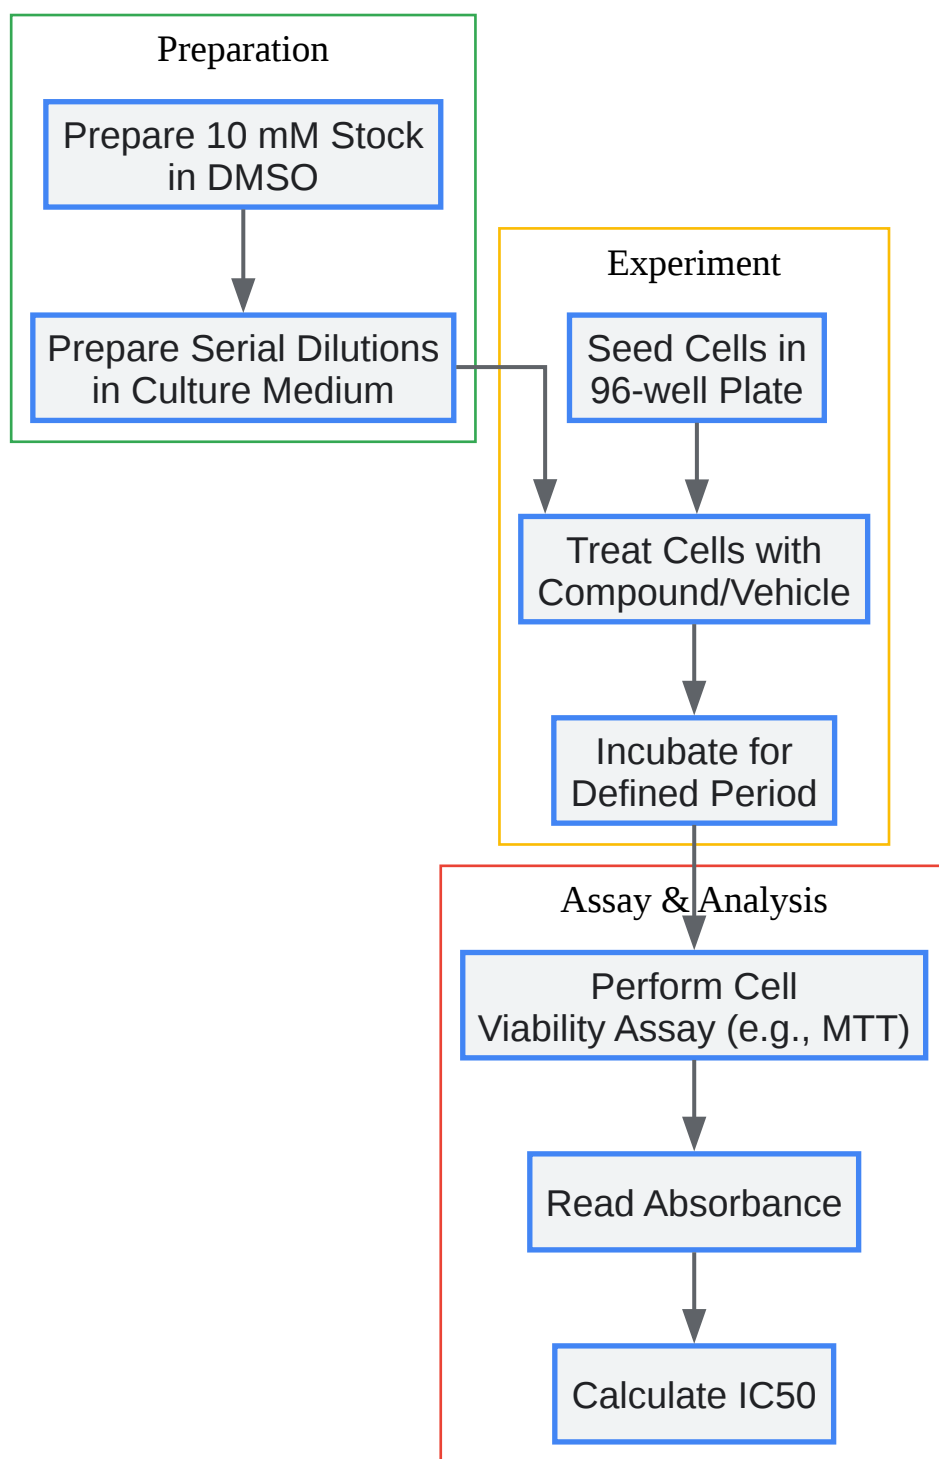 Preparation
Prepare 10 mM Stock
in DMSO
Prepare Serial Dilutions
in Culture Medium
Experiment
Seed Cells in
96-well Plate
Treat Cells with
Compound/Vehicle
Incubate for
Defined Period
Assay & Analysis
Perform Cell
Viability Assay (e.g., MTT)
Read Absorbance
Calculate IC50